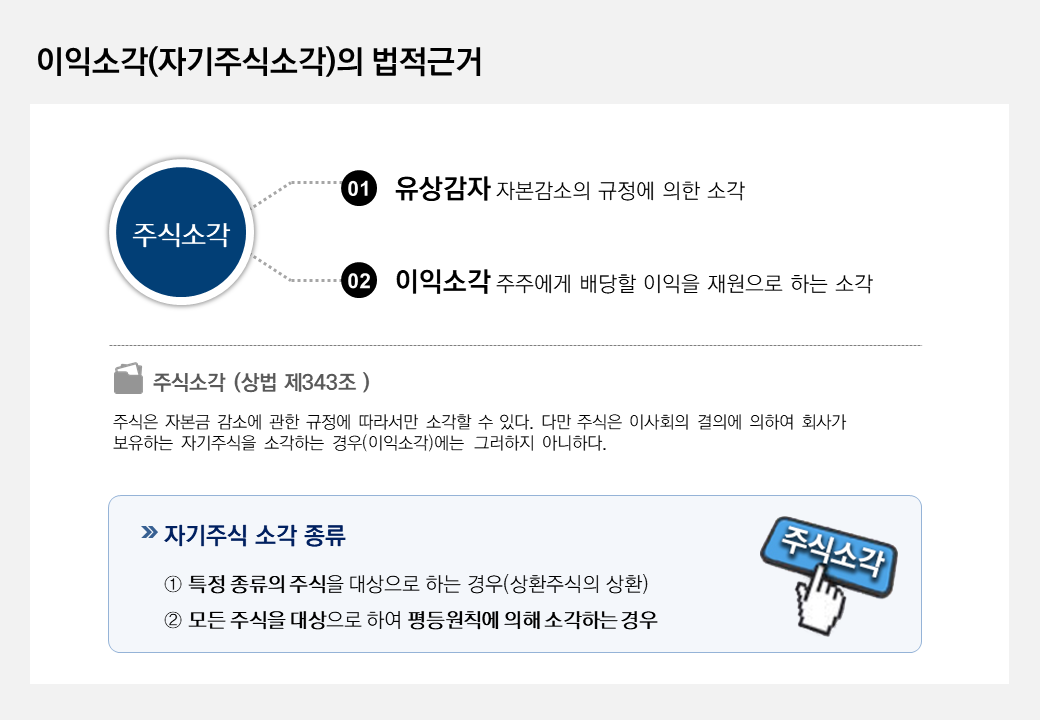 이익소각(자기주식소각)의 법적근거
주식소각
01 유상감자 자본감소의 규정에 의한 소각
02 이익소각 주주에게 배당할 이익을 재원으로 하는 소각
주식소각 (상법 제343조 )
주식은 자본금 감소에 관한 규정에 따라서만 소각할 수 있다. 다만 주식은 이사회의 결의에 의하여 회사가
보유하는 자기주식을 소각하는 경우(이익소각)에는 그러하지 아니하다.
» 자기주식 소각 종류
① 특정 종류의 주식을 대상으로 하는 경우(상환주식의 상환)
② 모든 주식을 대상으로 하여 평등원칙에 의해 소각하는 경우
주식소각